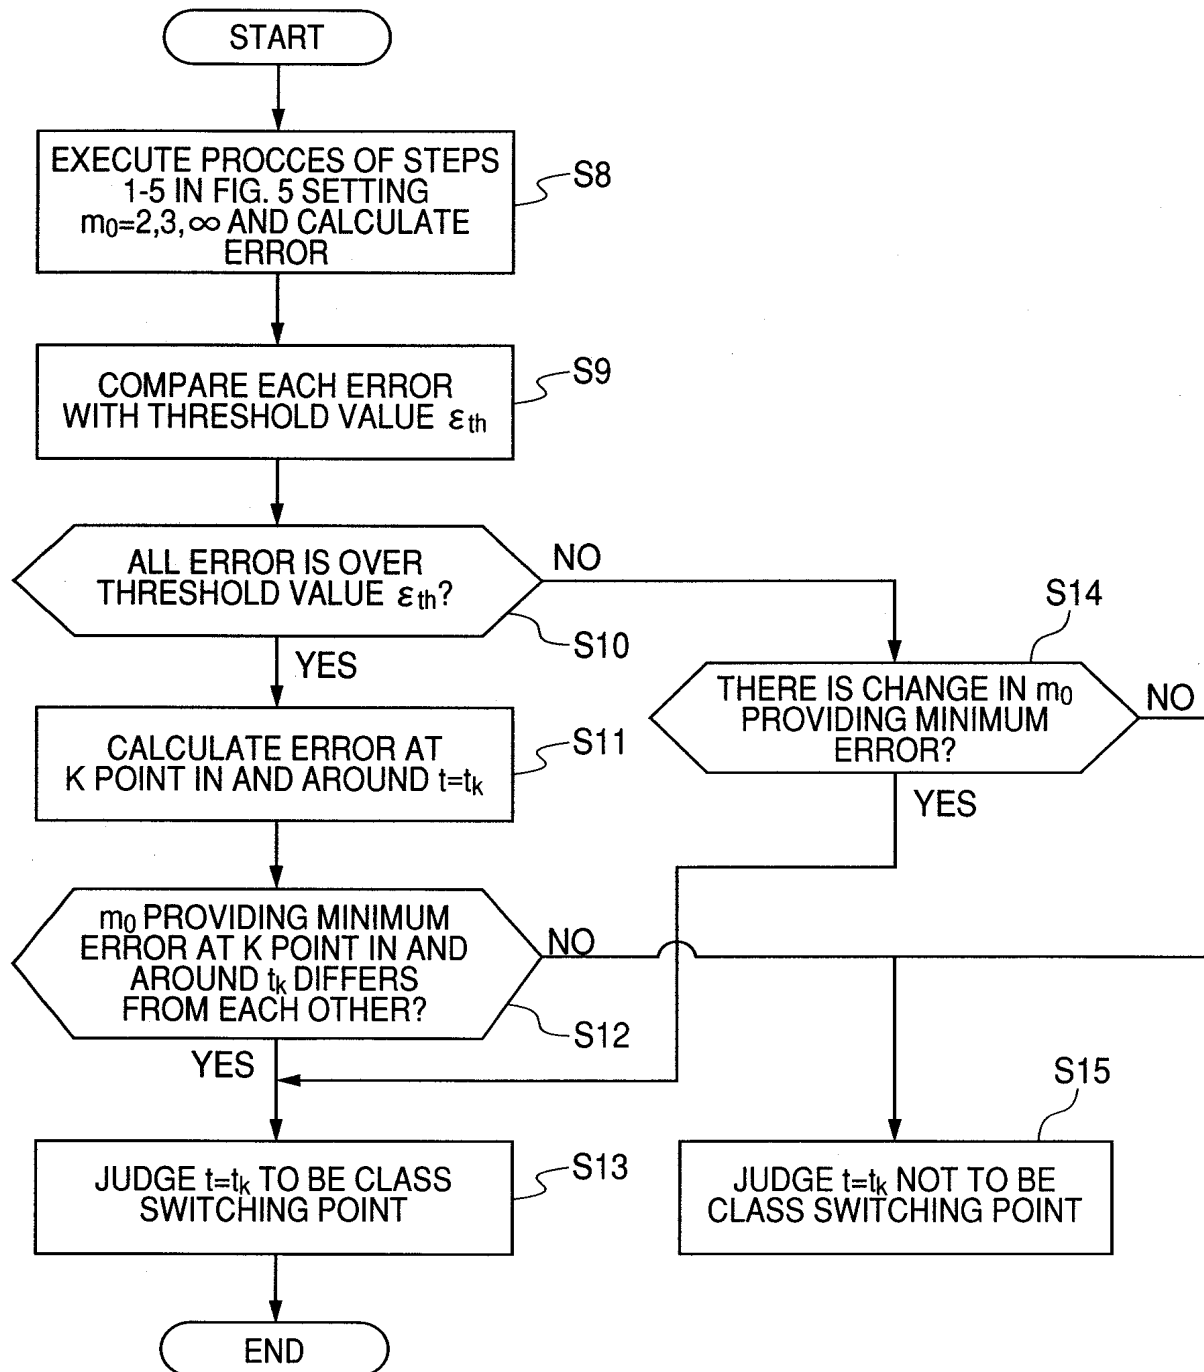 START
EXECUTE PROCCES OF STEPS
1-5 IN FIG. 5 SETTING
m₀=2,3,∞ AND CALCULATE
ERROR
S8
COMPARE EACH ERROR
WITH THRESHOLD VALUE εth
S9
ALL ERROR IS OVER
THRESHOLD VALUE εth?
NO
S10
YES
S14
THERE IS CHANGE IN m₀
PROVIDING MINIMUM
ERROR?
NO
YES
CALCULATE ERROR AT
K POINT IN AND AROUND t=tk
S11
m₀ PROVIDING MINIMUM
ERROR AT K POINT IN AND
AROUND tk DIFFERS
FROM EACH OTHER?
NO
S12
YES
JUDGE t=tk TO BE CLASS
SWITCHING POINT
S13
S15
JUDGE t=tk NOT TO BE
CLASS SWITCHING POINT
END